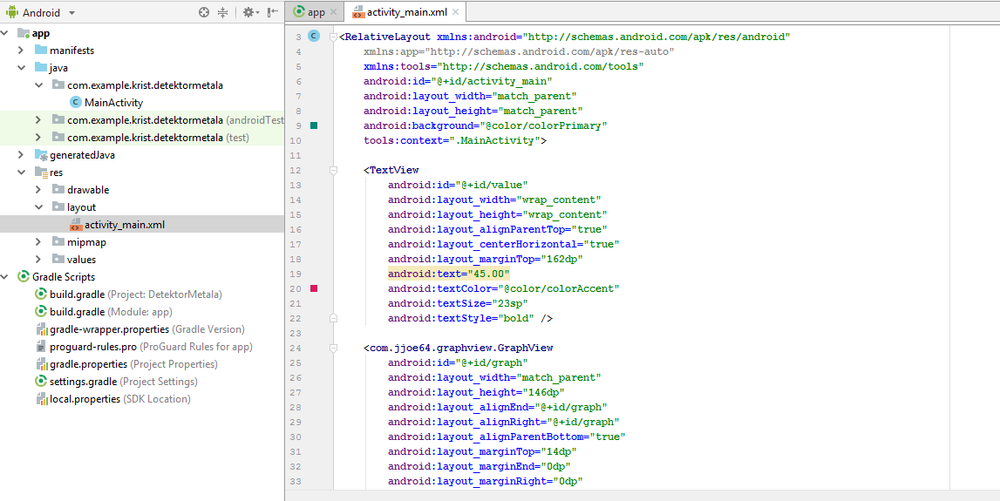 Android
app
manifests
java
com.example.krist.detektormetala
MainActivity
com.example.krist.detektormetala (androidTest
com.example.krist.detektormetala (test)
generatedJava
res
drawable
layout
activity_main.xml
mipmap
values
Gradle Scripts
build.gradle (Project: DetektorMetala)
build.gradle (Module: app)
gradle-wrapper.properties (Gradle Version)
proguard-rules.pro (ProGuard Rules for app)
gradle.properties (Project Properties)
settings.gradle (Project Settings)
local.properties (SDK Location)
app activity_main.xml
3 C <RelativeLayout xmlns:android="http://schemas.android.com/apk/res/android"
4 xmlns:app="http://schemas.android.com/apk/res-auto"
5 xmlns:tools="http://schemas.android.com/tools"
6 android:id="@+id/activity_main"
7 android:layout_width="match_parent"
8 android:layout_height="match_parent"
9 android:background="@color/colorPrimary"
10 tools:context=".MainActivity">
11
12 <TextView
13 android:id="@+id/value"
14 android:layout_width="wrap_content"
15 android:layout_height="wrap_content"
16 android:layout_alignParentTop="true"
17 android:layout_centerHorizontal="true"
18 android:layout_marginTop="162dp"
19 android:text="45.00"
20 android:textColor="@color/colorAccent"
21 android:textSize="23sp"
22 android:textStyle="bold" />
23
24 <com.jjoe64.graphview.GraphView
25 android:id="@+id/graph"
26 android:layout_width="match_parent"
27 android:layout_height="146dp"
28 android:layout_alignEnd="@+id/graph"
29 android:layout_alignRight="@+id/graph"
30 android:layout_alignParentBottom="true"
31 android:layout_marginTop="14dp"
32 android:layout_marginEnd="0dp"
33 android:layout_marginRight="0dp"